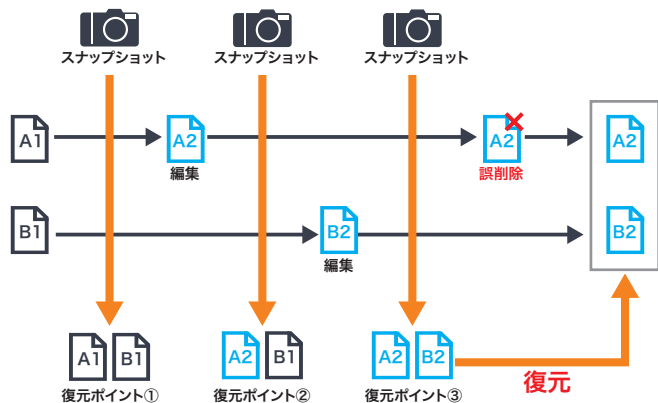 スナップショット
スナップショット
スナップショット
A1
A2
A2
A2
編集
誤削除
B1
B2
B2
編集
A1
B1
A2
B1
A2
B2
復元
復元ポイント①
復元ポイント②
復元ポイント③